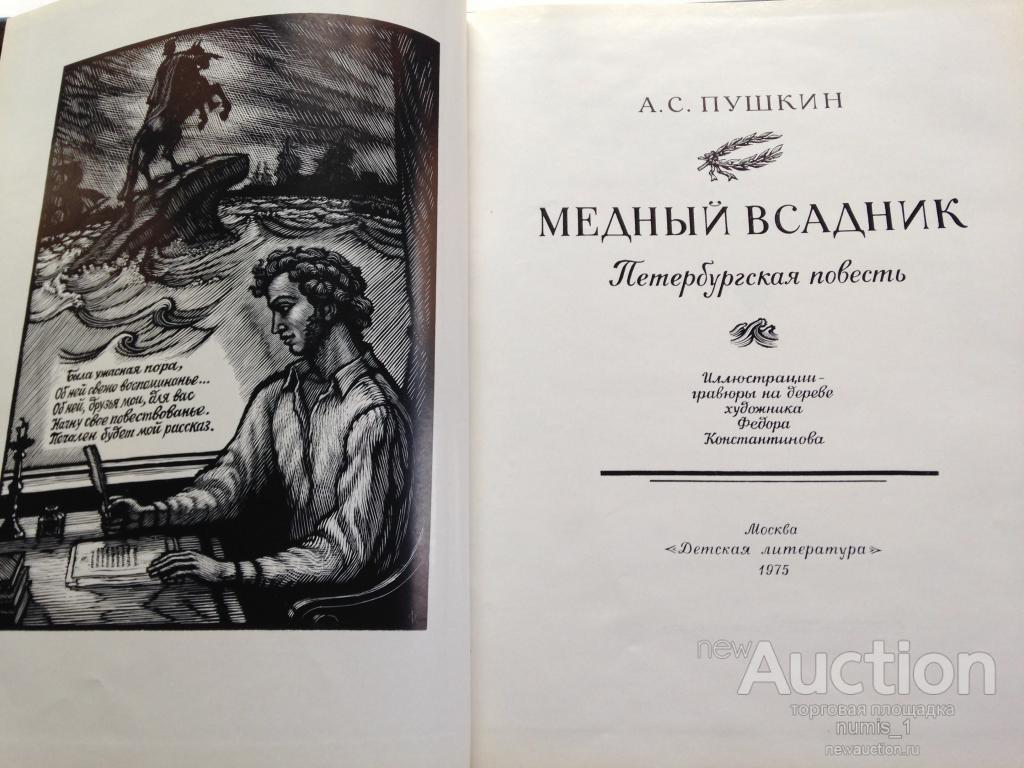 Была ужасная пора,
Об ней свежо воспоминанье...
Об ней, друзья мои, для вас
Начну свое повествованье.
Печален будет мой рассказ.
А.С. ПУШКИН
МЕДНЫЙ ВСАДНИК
Петербургская повесть
Иллюстрации-
гравюры на дереве
художника
Федора
Константинова
Москва
«Детская литература»
1975
newAuction
торговая площадка
numis_1
newauction.ru